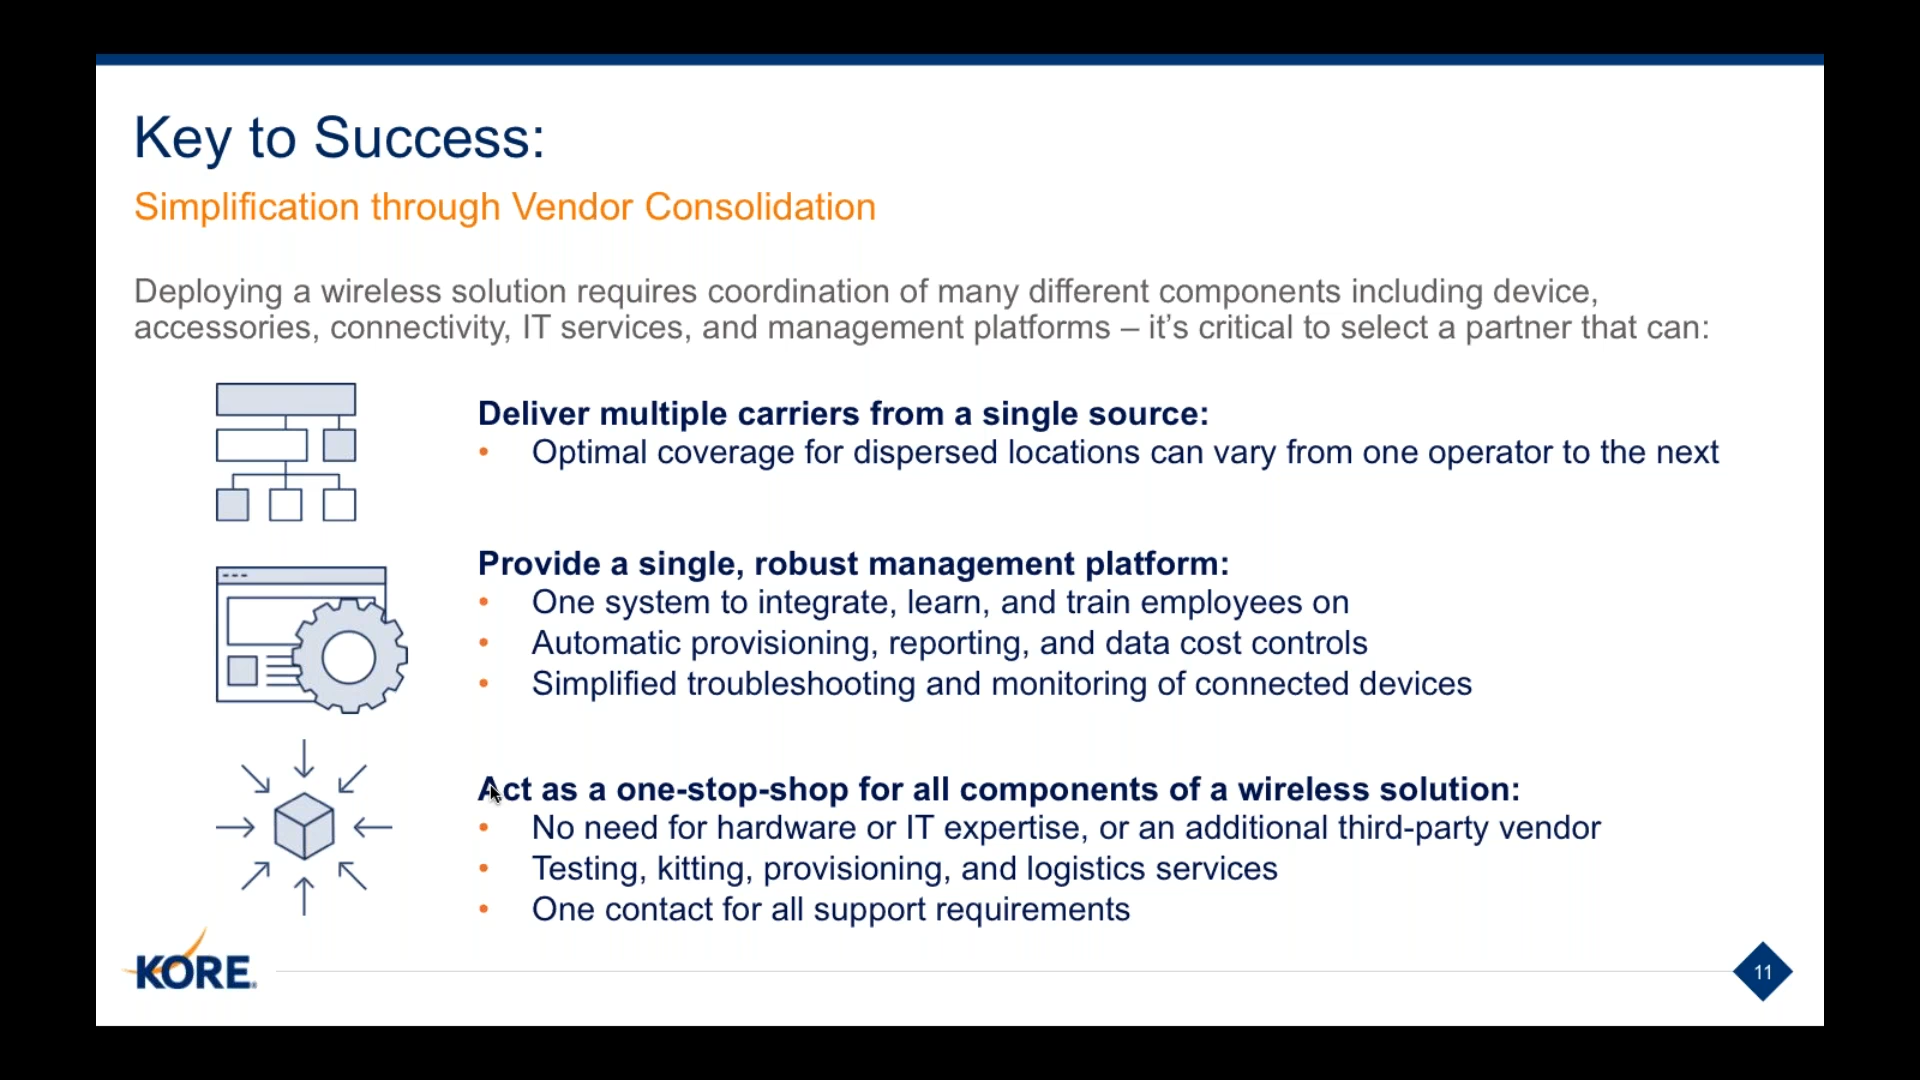 Key to Success:
Simplification through Vendor Consolidation
Deploying a wireless solution requires coordination of many different components including device,
accessories, connectivity, IT services, and management platforms – it’s critical to select a partner that can:
Deliver multiple carriers from a single source:
• Optimal coverage for dispersed locations can vary from one operator to the next
Provide a single, robust management platform:
• One system to integrate, learn, and train employees on
• Automatic provisioning, reporting, and data cost controls
• Simplified troubleshooting and monitoring of connected devices
Act as a one-stop-shop for all components of a wireless solution:
• No need for hardware or IT expertise, or an additional third-party vendor
• Testing, kitting, provisioning, and logistics services
• One contact for all support requirements
KORE
11